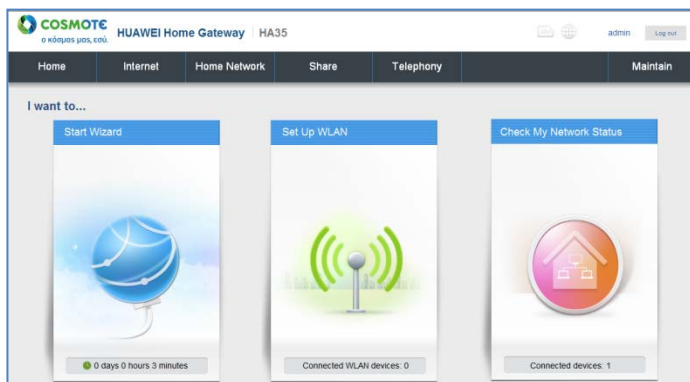 COSMOTE
ο κόσμος μας, εσύ.
HUAWEI Home Gateway HA35
admin
Log out
Home Internet Home Network Share Telephony Maintain
I want to...
Start Wizard Set Up WLAN Check My Network Status
0 days 0 hours 3 minutes Connected WLAN devices: 0 Connected devices: 1